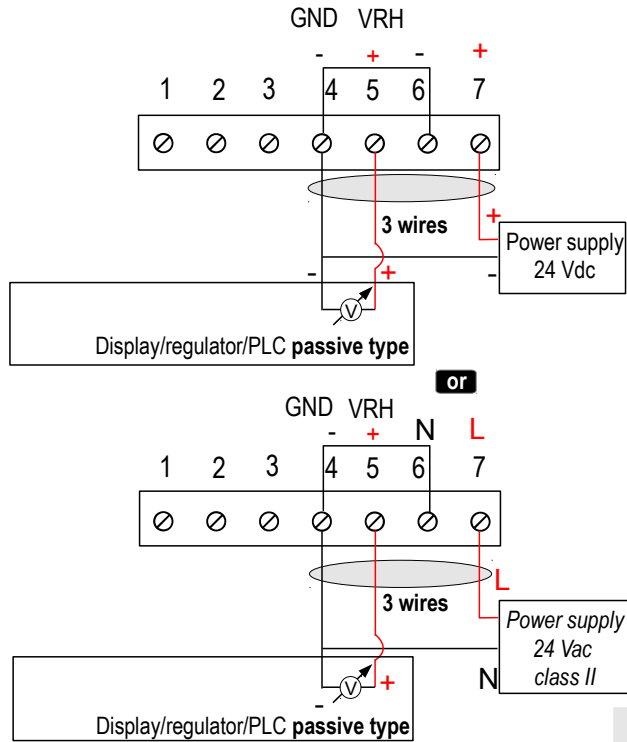 GND VRH
- + - +
1 2 3 4 5 6 7
3 wires
+
Power supply
24 Vdc
-
- +
V
Display/regulator/PLC passive type
or
GND VRH
- + N L
1 2 3 4 5 6 7
L
3 wires
Power supply
24 Vac
class II
N
- +
V
Display/regulator/PLC passive type